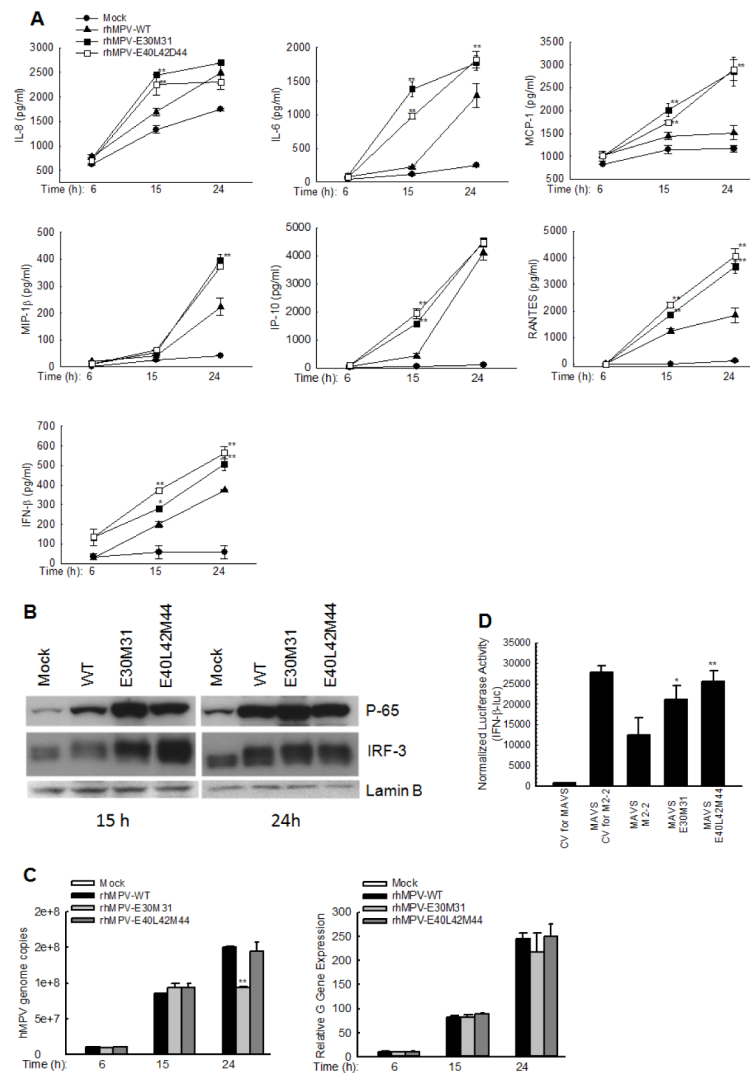 A
Mock
rhMPV-WT
rhMPV-E30M31
rhMPV-E40L42D44
IL-8 (pg/ml)
3000
2500
2000
1500
1000
500
0
**
**
Time (h): 6 15 24
IL-6 (pg/ml)
2500
2000
1500
1000
500
0
**
**
**
Time (h): 6 15 24
MCP-1 (pg/ml)
3500
3000
2500
2000
1500
1000
500
**
**
**
Time (h): 6 15 24
MIP-1β (pg/ml)
500
400
300
200
100
0
**
Time (h): 6 15 24
IP-10 (pg/ml)
5000
4000
3000
2000
1000
0
**
**
Time (h): 6 15 24
RANTES (pg/ml)
5000
4000
3000
2000
1000
0
**
**
**
**
Time (h): 6 15 24
IFN-β (pg/ml)
700
600
500
400
300
200
100
0
**
*
**
**
Time (h): 6 15 24
B
Mock WT E30M31 E40L42M44 Mock WT E30M31 E40L42M44
P-65
IRF-3
Lamin B
15 h 24h
D
Normalized Luciferase Activity
(IFN-β-luc)
35000
30000
25000
20000
15000
10000
5000
0
*
**
CV for MAVS
MAVS
CV for M2-2
MAVS
M2-2
MAVS
E30M31
MAVS
E40L42M44
C
Mock
rhMPV-WT
rhMPV-E30M31
rhMPV-E40L42M44
hMPV genome copies
2e+8
2e+8
1e+8
5e+7
0
**
Time (h): 6 15 24
Mock
rhMPV-WT
rhMPV-E30M31
rhMPV-E40L42M44
Relative G Gene Expression
300
250
200
150
100
50
0
Time (h): 6 15 24